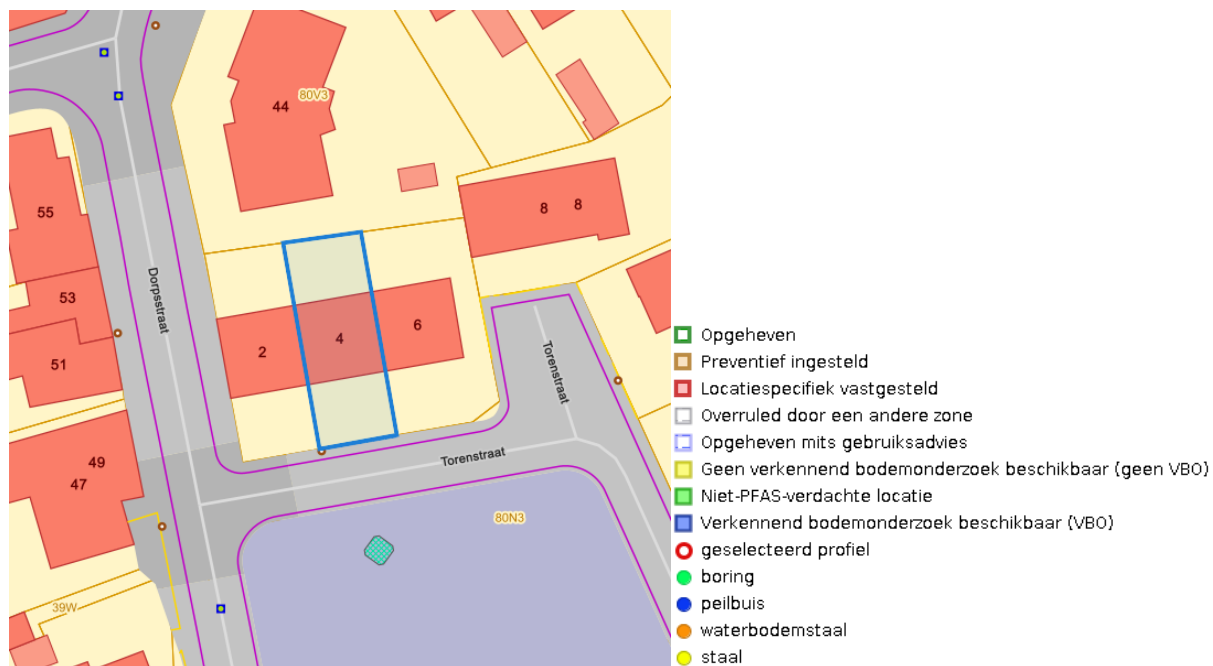 44
80V3
55
8 8
Dorpsstraat
53
2
4
6
51
Torenstraat
Torenstraat
49
47
80N3
39W
Opgeheven
Preventief ingesteld
Locatiespecifiek vastgesteld
Overruled door een andere zone
Opgeheven mits gebruiksadvies
Geen verkennend bodemonderzoek beschikbaar (geen VBO)
Niet-PFAS-verdachte locatie
Verkennend bodemonderzoek beschikbaar (VBO)
geselecteerd profiel
boring
peilbuis
waterbodemstaal
staal